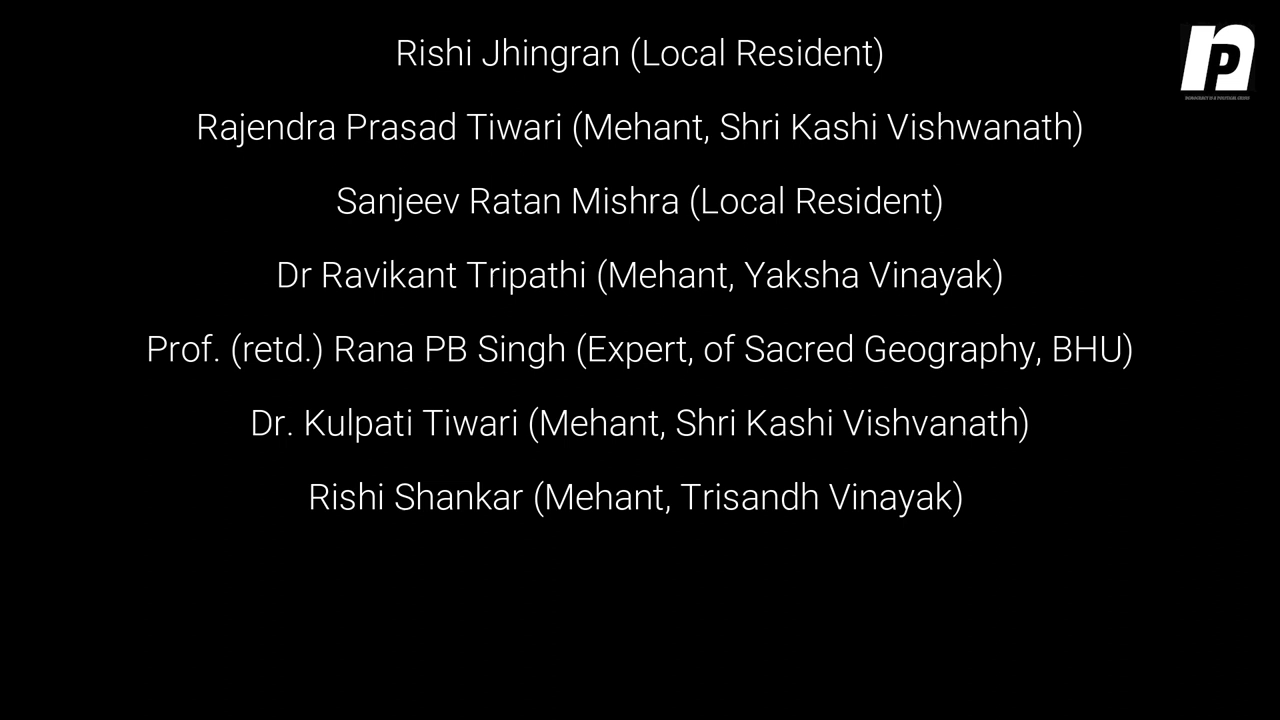 Rishi Jhingran (Local Resident)
Rajendra Prasad Tiwari (Mehant, Shri Kashi Vishwanath)
Sanjeev Ratan Mishra (Local Resident)
Dr Ravikant Tripathi (Mehant, Yaksha Vinayak)
Prof. (retd.) Rana PB Singh (Expert, of Sacred Geography, BHU)
Dr. Kulpati Tiwari (Mehant, Shri Kashi Vishvanath)
Rishi Shankar (Mehant, Trisandh Vinayak)
nP